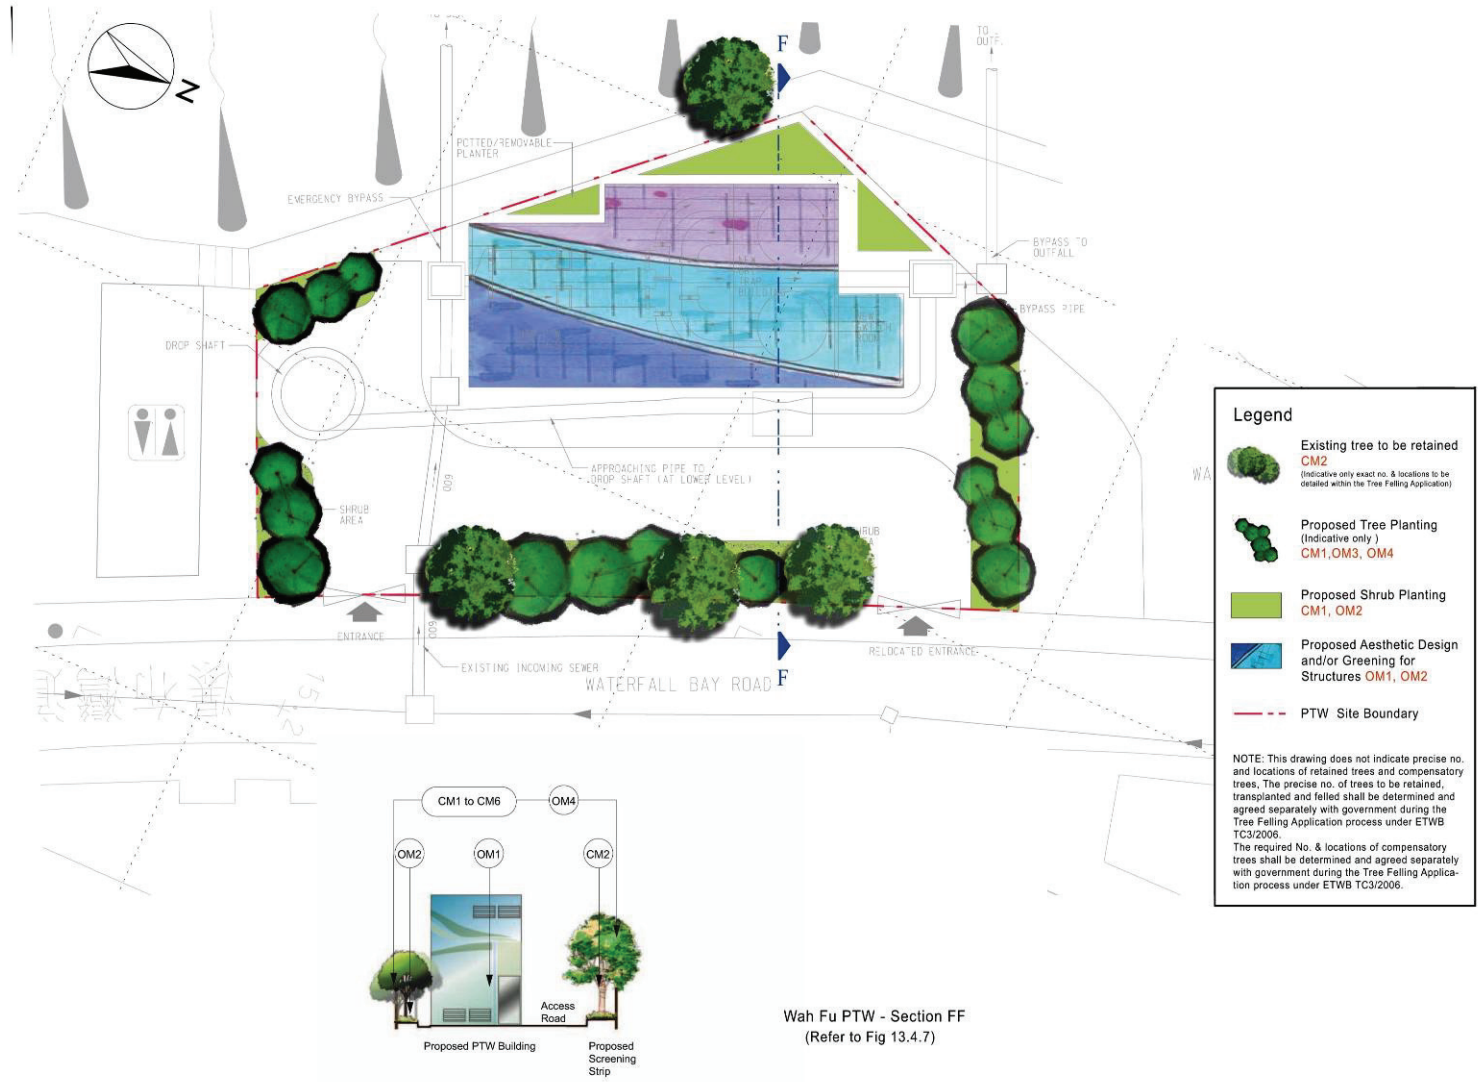 N
F
TO
OUTF.
POTTED/REMOVABLE
PLANTER
EMERGENCY BYPASS
BYPASS TO
OUTFALL
BYPASS PIPE
DROP SHAFT
APPROACHING PIPE TO
DROP SHAFT (AT LOWER LEVEL)
600
SHRUB
AREA
ENTRANCE
600
EXISTING INCOMING SEWER
RELOCATED ENTRANCE
WATERFALL BAY ROAD
F
Legend
Existing tree to be retained
CM2
(Indicative only exact no. & locations to be
detailed within the Tree Felling Application)
Proposed Tree Planting
(Indicative only )
CM1,OM3, OM4
Proposed Shrub Planting
CM1, OM2
Proposed Aesthetic Design
and/or Greening for
Structures OM1, OM2
PTW Site Boundary
NOTE: This drawing does not indicate precise no.
and locations of retained trees and compensatory
trees, The precise no. of trees to be retained,
transplanted and felled shall be determined and
agreed separately with government during the
Tree Felling Application process under ETWB
TC3/2006.
The required No. & locations of compensatory
trees shall be determined and agreed separately
with government during the Tree Felling Applica-
tion process under ETWB TC3/2006.
CM1 to CM6
OM4
OM2
OM1
CM2
Access
Road
Proposed PTW Building
Proposed
Screening
Strip
Wah Fu PTW - Section FF
(Refer to Fig 13.4.7)